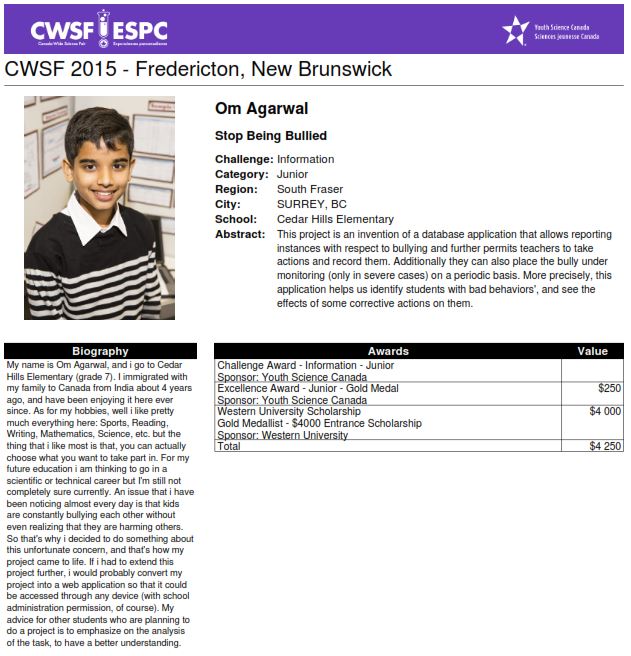 CWSF ESPC
Canada-Wide Science Fair Expo-sciences pancanadienne
Youth Science Canada
Sciences jeunesse Canada
CWSF 2015 - Fredericton, New Brunswick
Om Agarwal
Stop Being Bullied
Challenge: Information
Category: Junior
Region: South Fraser
City: SURREY, BC
School: Cedar Hills Elementary
Abstract: This project is an invention of a database application that allows reporting
instances with respect to bullying and further permits teachers to take
actions and record them. Additionally they can also place the bully under
monitoring (only in severe cases) on a periodic basis. More precisely, this
application helps us identify students with bad behaviors', and see the
effects of some corrective actions on them.
Biography
My name is Om Agarwal, and i go to Cedar
Hills Elementary (grade 7). I immigrated with
my family to Canada from India about 4 years
ago, and have been enjoying it here ever
since. As for my hobbies, well i like pretty
much everything here: Sports, Reading,
Writing, Mathematics, Science, etc. but the
thing that i like most is that, you can actually
choose what you want to take part in. For my
future education i am thinking to go in a
scientific or technical career but I'm still not
completely sure currently. An issue that i have
been noticing almost every day is that kids
are constantly bullying each other without
even realizing that they are harming others.
So that's why i decided to do something about
this unfortunate concern, and that's how my
project came to life. If i had to extend this
project further, i would probably convert my
project into a web application so that it could
be accessed through any device (with school
administration permission, of course). My
advice for other students who are planning to
do a project is to emphasize on the analysis
of the task, to have a better understanding.
Awards Value
Challenge Award - Information - Junior
Sponsor: Youth Science Canada
Excellence Award - Junior - Gold Medal $250
Sponsor: Youth Science Canada
Western University Scholarship $4 000
Gold Medallist - $4000 Entrance Scholarship
Sponsor: Western University
Total $4 250